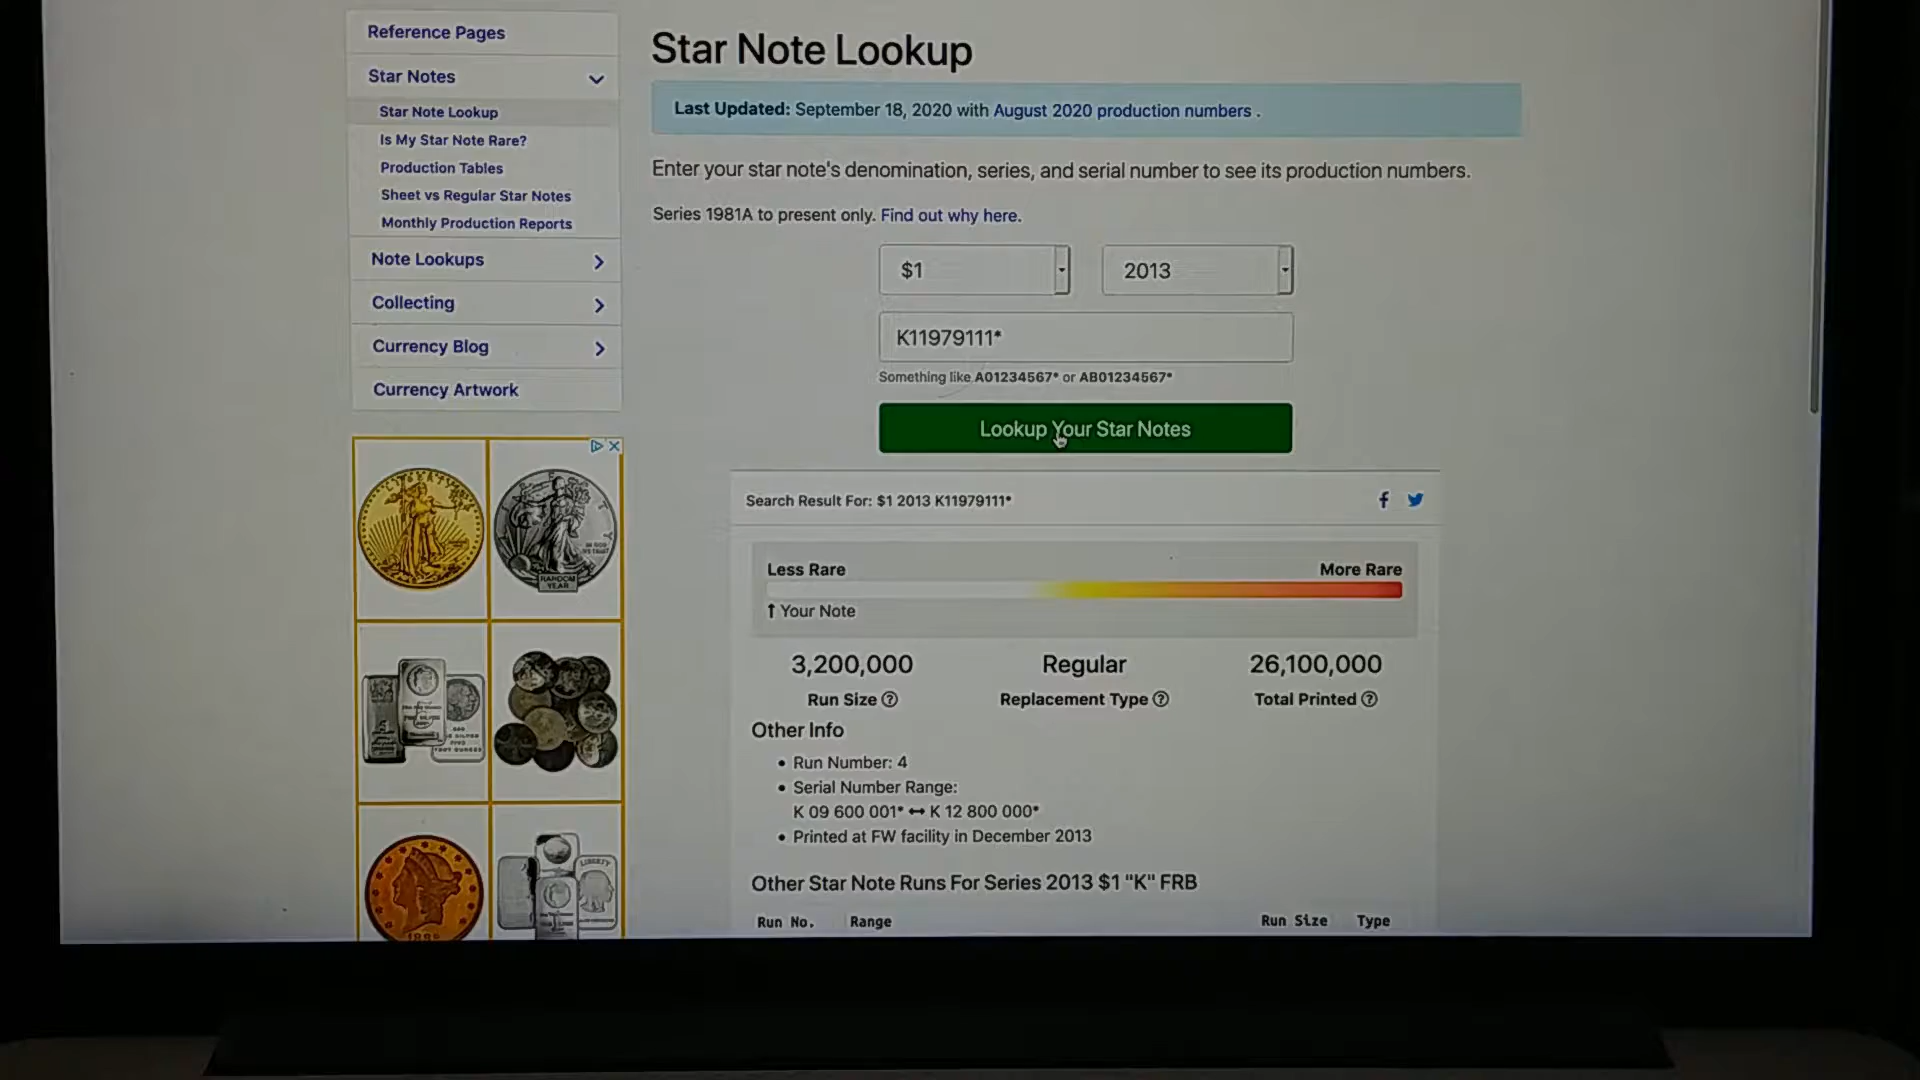 Reference Pages
Star Notes
Star Note Lookup
Is My Star Note Rare?
Production Tables
Sheet vs Regular Star Notes
Monthly Production Reports
Note Lookups
Collecting
Currency Blog
Currency Artwork
RANDOM
YEAR
LIBERTY
Star Note Lookup
Last Updated: September 18, 2020 with August 2020 production numbers .
Enter your star note's denomination, series, and serial number to see its production numbers.
Series 1981A to present only. Find out why here.
$1
2013
K11979111*
Something like A01234567* or AB01234567*
Lookup Your Star Notes
Search Result For: $1 2013 K11979111*
Less Rare
More Rare
↑ Your Note
3,200,000
Regular
26,100,000
Run Size
Replacement Type
Total Printed
Other Info
• Run Number: 4
• Serial Number Range:
K 09 600 001* ↔ K 12 800 000*
• Printed at FW facility in December 2013
Other Star Note Runs For Series 2013 $1 "K" FRB
Run No.
Range
Run Size
Type